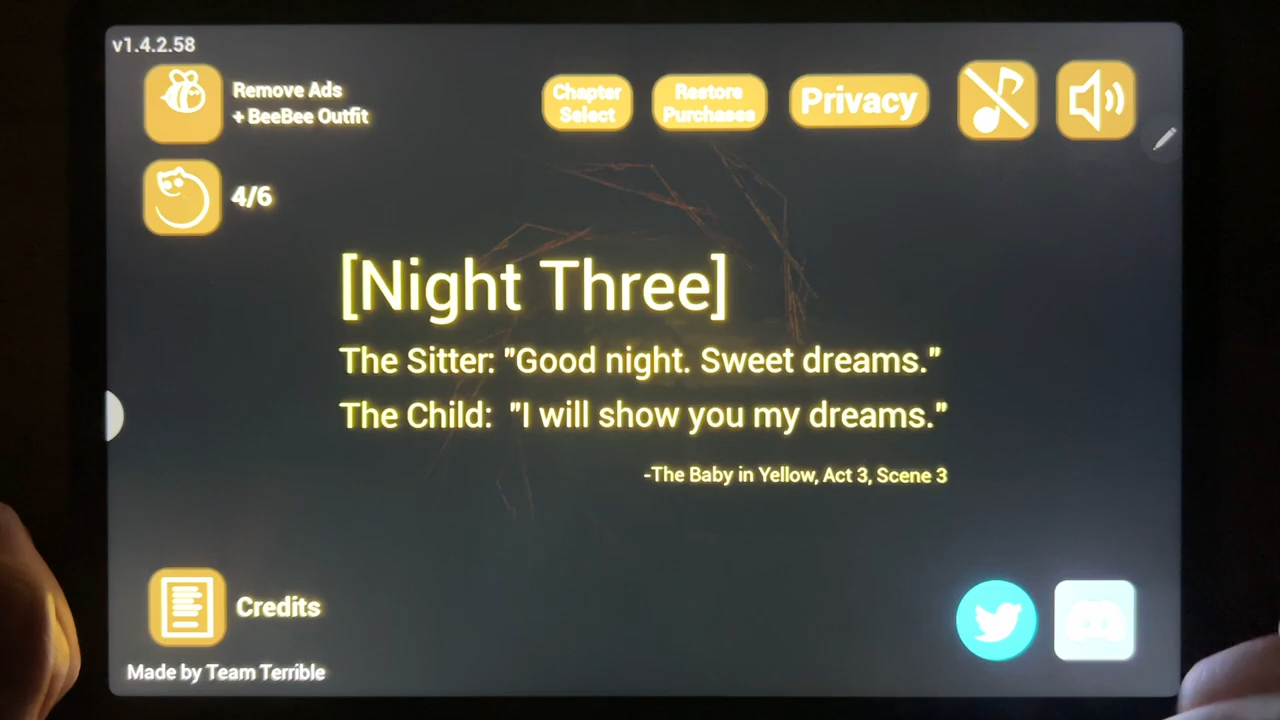 v1.4.2.58
Remove Ads
+ BeeBee Outfit
Chapter
Select
Restore
Purchases
Privacy
4/6
[Night Three]
The Sitter: "Good night. Sweet dreams."
The Child: "I will show you my dreams."
-The Baby in Yellow, Act 3, Scene 3
Credits
Made by Team Terrible